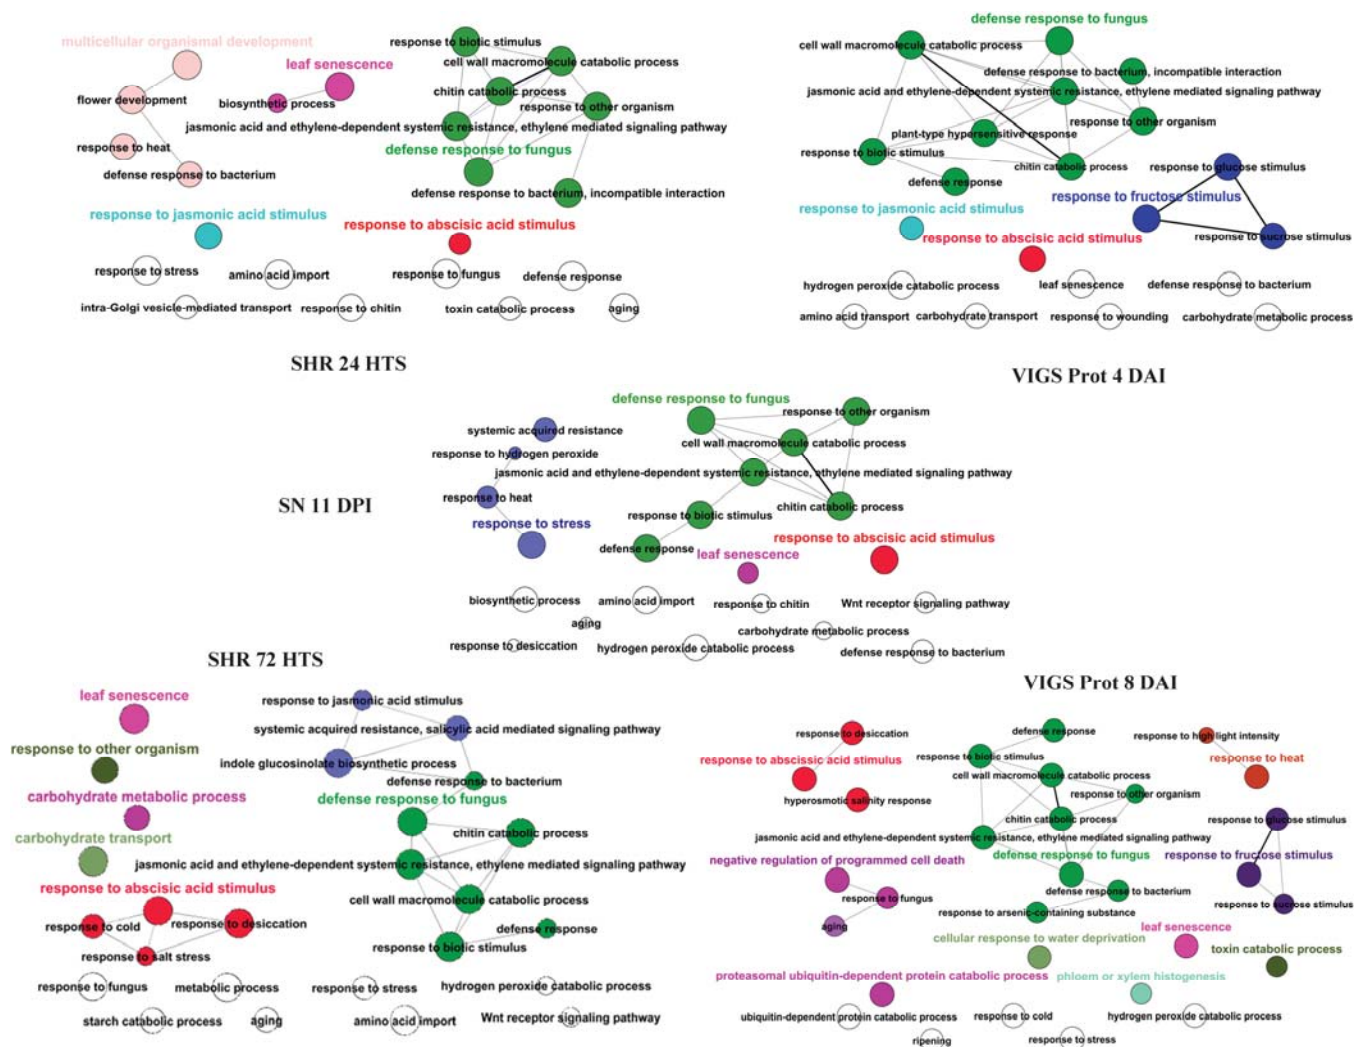 multicellular organismal development
flower development
response to heat
defense response to bacterium
leaf senescence
biosynthetic process
response to biotic stimulus
cell wall macromolecule catabolic process
chitin catabolic process
response to other organism
jasmonic acid and ethylene-dependent systemic resistance, ethylene mediated signaling pathway
defense response to fungus
defense response to bacterium, incompatible interaction
response to jasmonic acid stimulus
response to abscisic acid stimulus
response to stress
amino acid import
response to fungus
defense response
intra-Golgi vesicle-mediated transport
response to chitin
toxin catabolic process
aging
SHR 24 HTS
defense response to fungus
cell wall macromolecule catabolic process
defense response to bacterium, incompatible interaction
jasmonic acid and ethylene-dependent systemic resistance, ethylene mediated signaling pathway
response to other organism
plant-type hypersensitive response
response to biotic stimulus
chitin catabolic process
response to glucose stimulus
defense response
response to fructose stimulus
response to jasmonic acid stimulus
response to abscisic acid stimulus
response to sucrose stimulus
hydrogen peroxide catabolic process
leaf senescence
defense response to bacterium
amino acid transport
carbohydrate transport
response to wounding
carbohydrate metabolic process
VIGS Prot 4 DAI
SN 11 DPI
systemic acquired resistance
response to hydrogen peroxide
response to heat
response to stress
defense response to fungus
response to other organism
cell wall macromolecule catabolic process
jasmonic acid and ethylene-dependent systemic resistance, ethylene mediated signaling pathway
chitin catabolic process
response to biotic stimulus
defense response
response to abscisic acid stimulus
leaf senescence
biosynthetic process
amino acid import
response to chitin
Wnt receptor signaling pathway
aging
carbohydrate metabolic process
response to desiccation
hydrogen peroxide catabolic process
defense response to bacterium
SHR 72 HTS
leaf senescence
response to other organism
carbohydrate metabolic process
carbohydrate transport
response to abscisic acid stimulus
response to cold
response to desiccation
response to salt stress
response to jasmonic acid stimulus
systemic acquired resistance, salicylic acid mediated signaling pathway
indole glucosinolate biosynthetic process
defense response to bacterium
defense response to fungus
chitin catabolic process
jasmonic acid and ethylene-dependent systemic resistance, ethylene mediated signaling pathway
cell wall macromolecule catabolic process
defense response
response to biotic stimulus
response to fungus
metabolic process
response to stress
hydrogen peroxide catabolic process
starch catabolic process
aging
amino acid import
Wnt receptor signaling pathway
VIGS Prot 8 DAI
response to desiccation
response to abscissic acid stimulus
hyperosmotic salinity response
defense response
response to biotic stimulus
cell wall macromolecule catabolic process
response to other organism
chitin catabolic process
jasmonic acid and ethylene-dependent systemic resistance, ethylene mediated signaling pathway
defense response to fungus
defense response to bacterium
response to arsenic-containing substance
response to high light intensity
response to heat
response to glucose stimulus
response to fructose stimulus
response to sucrose stimulus
negative regulation of programmed cell death
response to fungus
aging
cellular response to water deprivation
leaf senescence
toxin catabolic process
proteasomal ubiquitin-dependent protein catabolic process
phloem or xylem histogenesis
ubiquitin-dependent protein catabolic process
response to cold
hydrogen peroxide catabolic process
ripening
response to stress